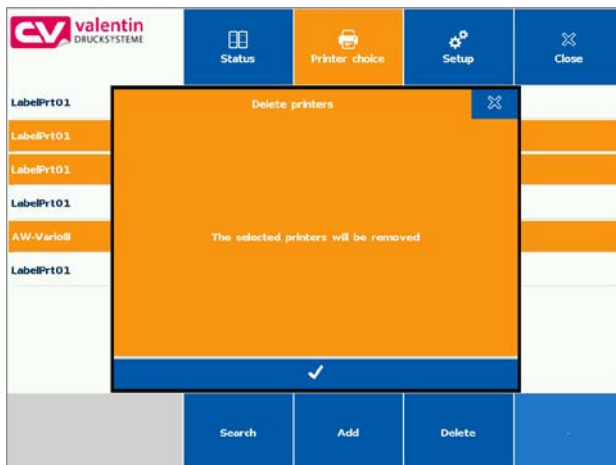 CV valentin
DRUCKSYSTEME
Status
Printer choice
Setup
Close
LabelPrt01
Delete printers
LabelPrt01
LabelPrt01
LabelPrt01
AW-VarioIII
The selected printers will be removed
LabelPrt01
Search
Add
Delete
-